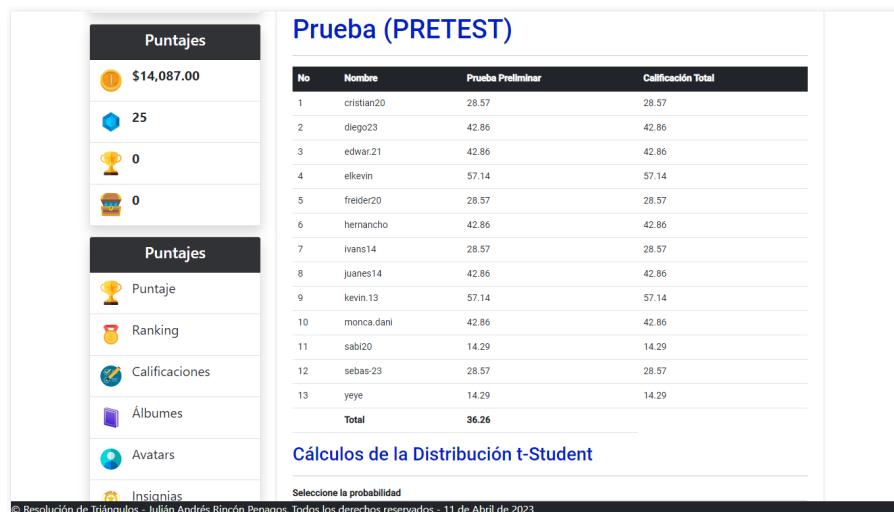 Puntajes
$14,087.00
25
0
0
Puntajes
Puntaje
Ranking
Calificaciones
Álbumes
Avatars
Insignias
Prueba (PRETEST)
No Nombre Prueba Preliminar Calificación Total
1 cristian20 28.57 28.57
2 diego23 42.86 42.86
3 edwar.21 42.86 42.86
4 elkevin 57.14 57.14
5 freider20 28.57 28.57
6 hernancho 42.86 42.86
7 ivans14 28.57 28.57
8 juanes14 42.86 42.86
9 kevin.13 57.14 57.14
10 monca.dani 42.86 42.86
11 sabi20 14.29 14.29
12 sebas-23 28.57 28.57
13 yeye 14.29 14.29
Total 36.26
Cálculos de la Distribución t-Student
Seleccione la probabilidad
© Resolución de Triángulos - Julián Andrés Rincón Penagos. Todos los derechos reservados - 11 de Abril de 2023